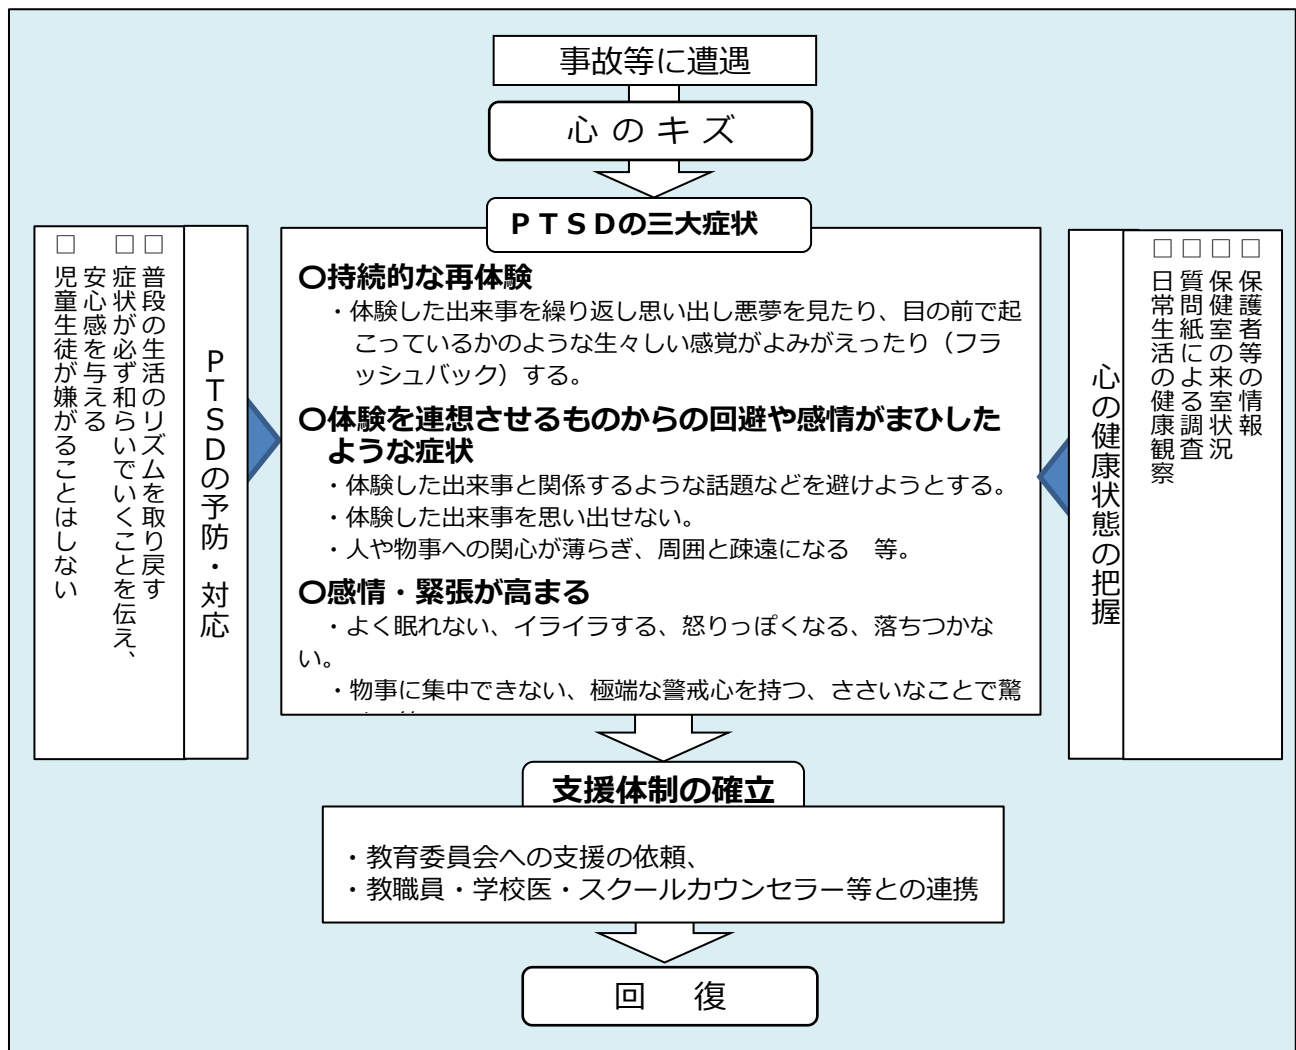 事故等に遭遇
心 の キ ズ
ＰＴＳＤの三大症状
〇持続的な再体験
・体験した出来事を繰り返し思い出し悪夢を見たり、目の前で起
こっているかのような生々しい感覚がよみがえったり（フラ
ッシュバック）する。
〇体験を連想させるものからの回避や感情がまひした
ような症状
・体験した出来事と関係するような話題などを避けようとする。
・体験した出来事を思い出せない。
・人や物事への関心が薄らぎ、周囲と疎遠になる　等。
〇感情・緊張が高まる
・よく眠れない、イライラする、怒りっぽくなる、落ちつかな
い。
・物事に集中できない、極端な警戒心を持つ、ささいなことで驚
ＰＴＳＤの予防・対応
□ 普段の生活のリズムを取り戻す
□ 症状が必ず和らいでいくことを伝え、
安心感を与える
□ 児童生徒が嫌がることはしない
心の健康状態の把握
□ 保護者等の情報
□ 保健室の来室状況
□ 質問紙による調査
□ 日常生活の健康観察
支援体制の確立
・教育委員会への支援の依頼、
・教職員・学校医・スクールカウンセラー等との連携
回　復